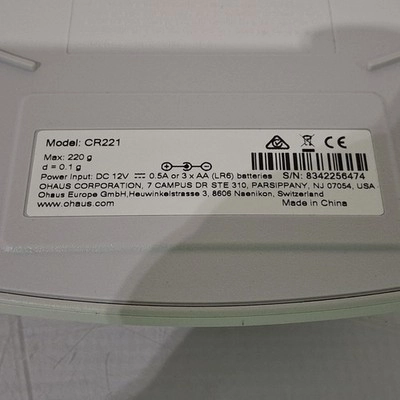 Model: CR221
Max: 220 g
d = 0.1 g
Power Input: DC 12V ⎓ 0.5A or 3 x AA (LR6) batteries S/N: 8342256474
OHAUS CORPORATION, 7 CAMPUS DR STE 310, PARSIPPANY, NJ 07054, USA
Ohaus Europe GmbH,Heuwinkelstrasse 3, 8606 Naenikon, Switzerland
www.ohaus.com Made in China